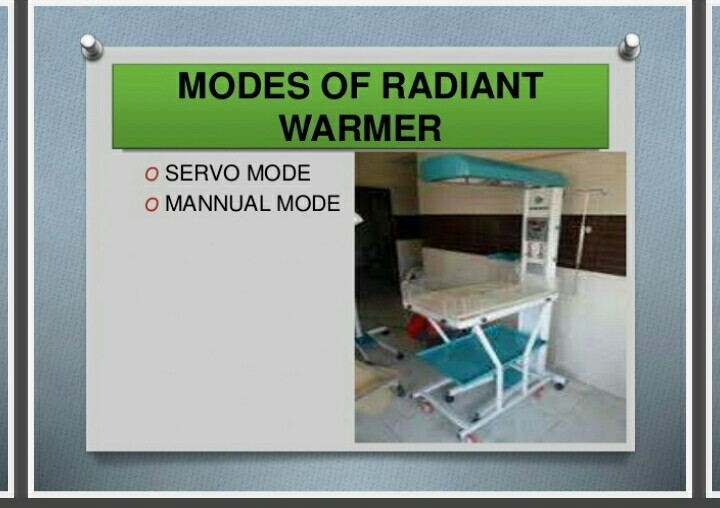 MODES OF RADIANT
WARMER
o SERVO MODE
o MANNUAL MODE